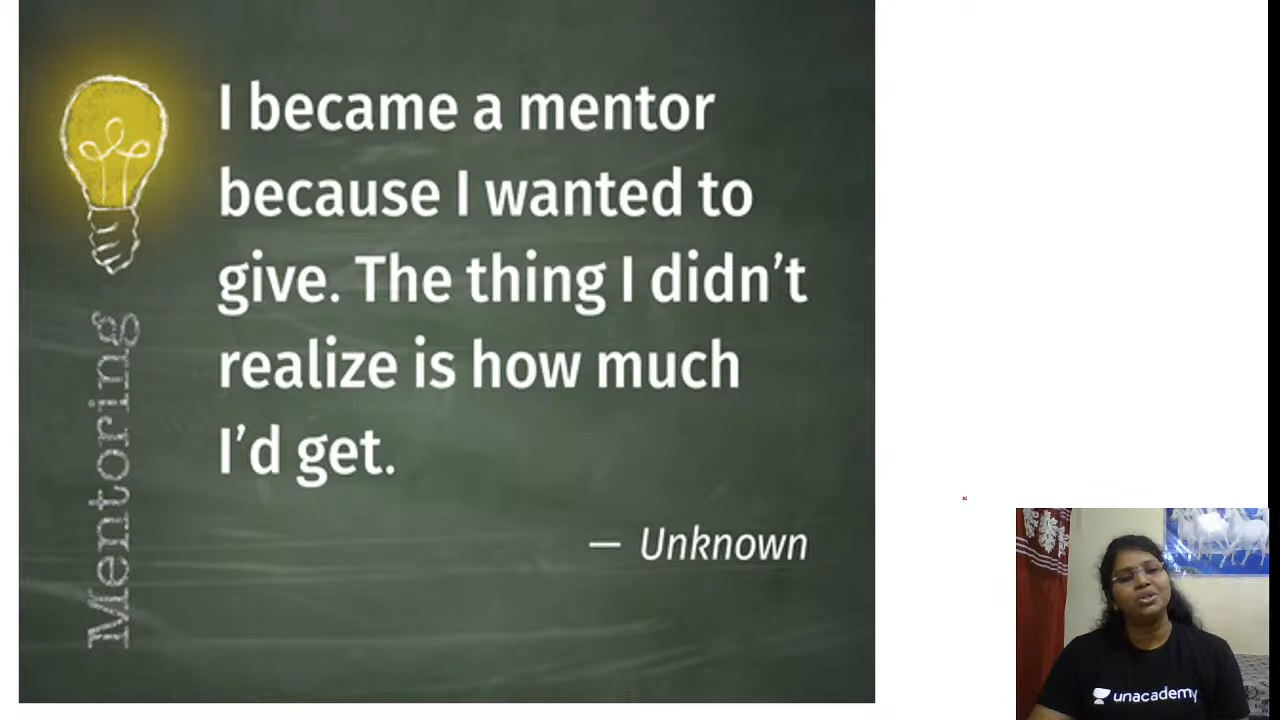 I became a mentor
because I wanted to
give. The thing I didn’t
realize is how much
I’d get.
— Unknown
Mentoring
unacademy